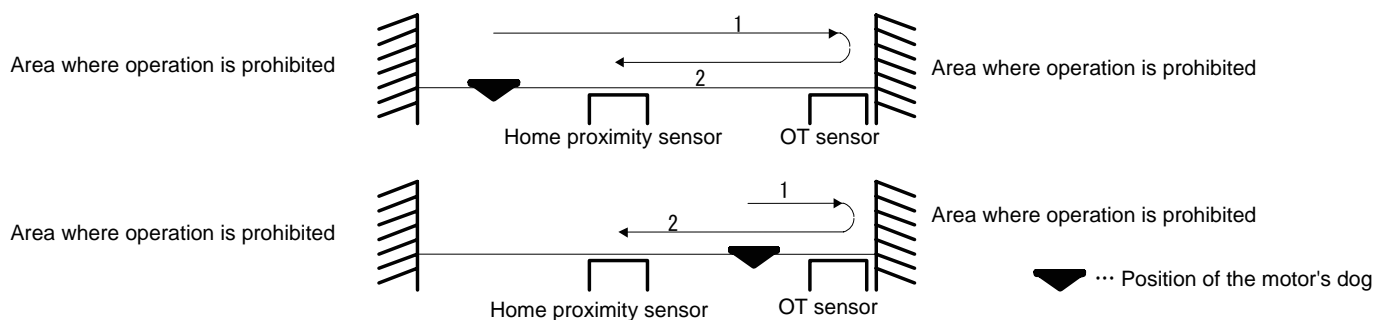 1
Area where operation is prohibited
Area where operation is prohibited
2
Home proximity sensor
OT sensor
1
Area where operation is prohibited
Area where operation is prohibited
2
Home proximity sensor
OT sensor
··· Position of the motor's dog